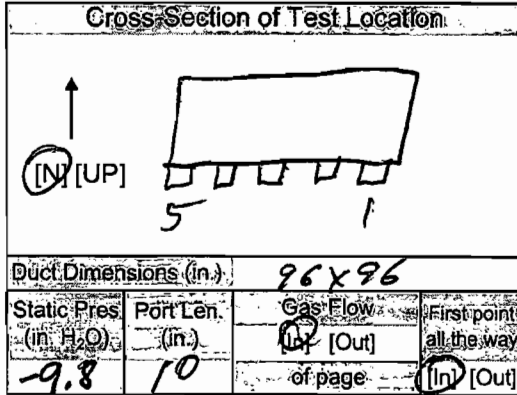 Cross-Section of Test Location
[N] [UP]
5 1
Duct Dimensions (in.) 96 x 96
Static Pres. (in. H₂O) -9.8
Port Len. (in.) 10
Gas Flow
[In] [Out]
of page
First point
all the way
[In] [Out]